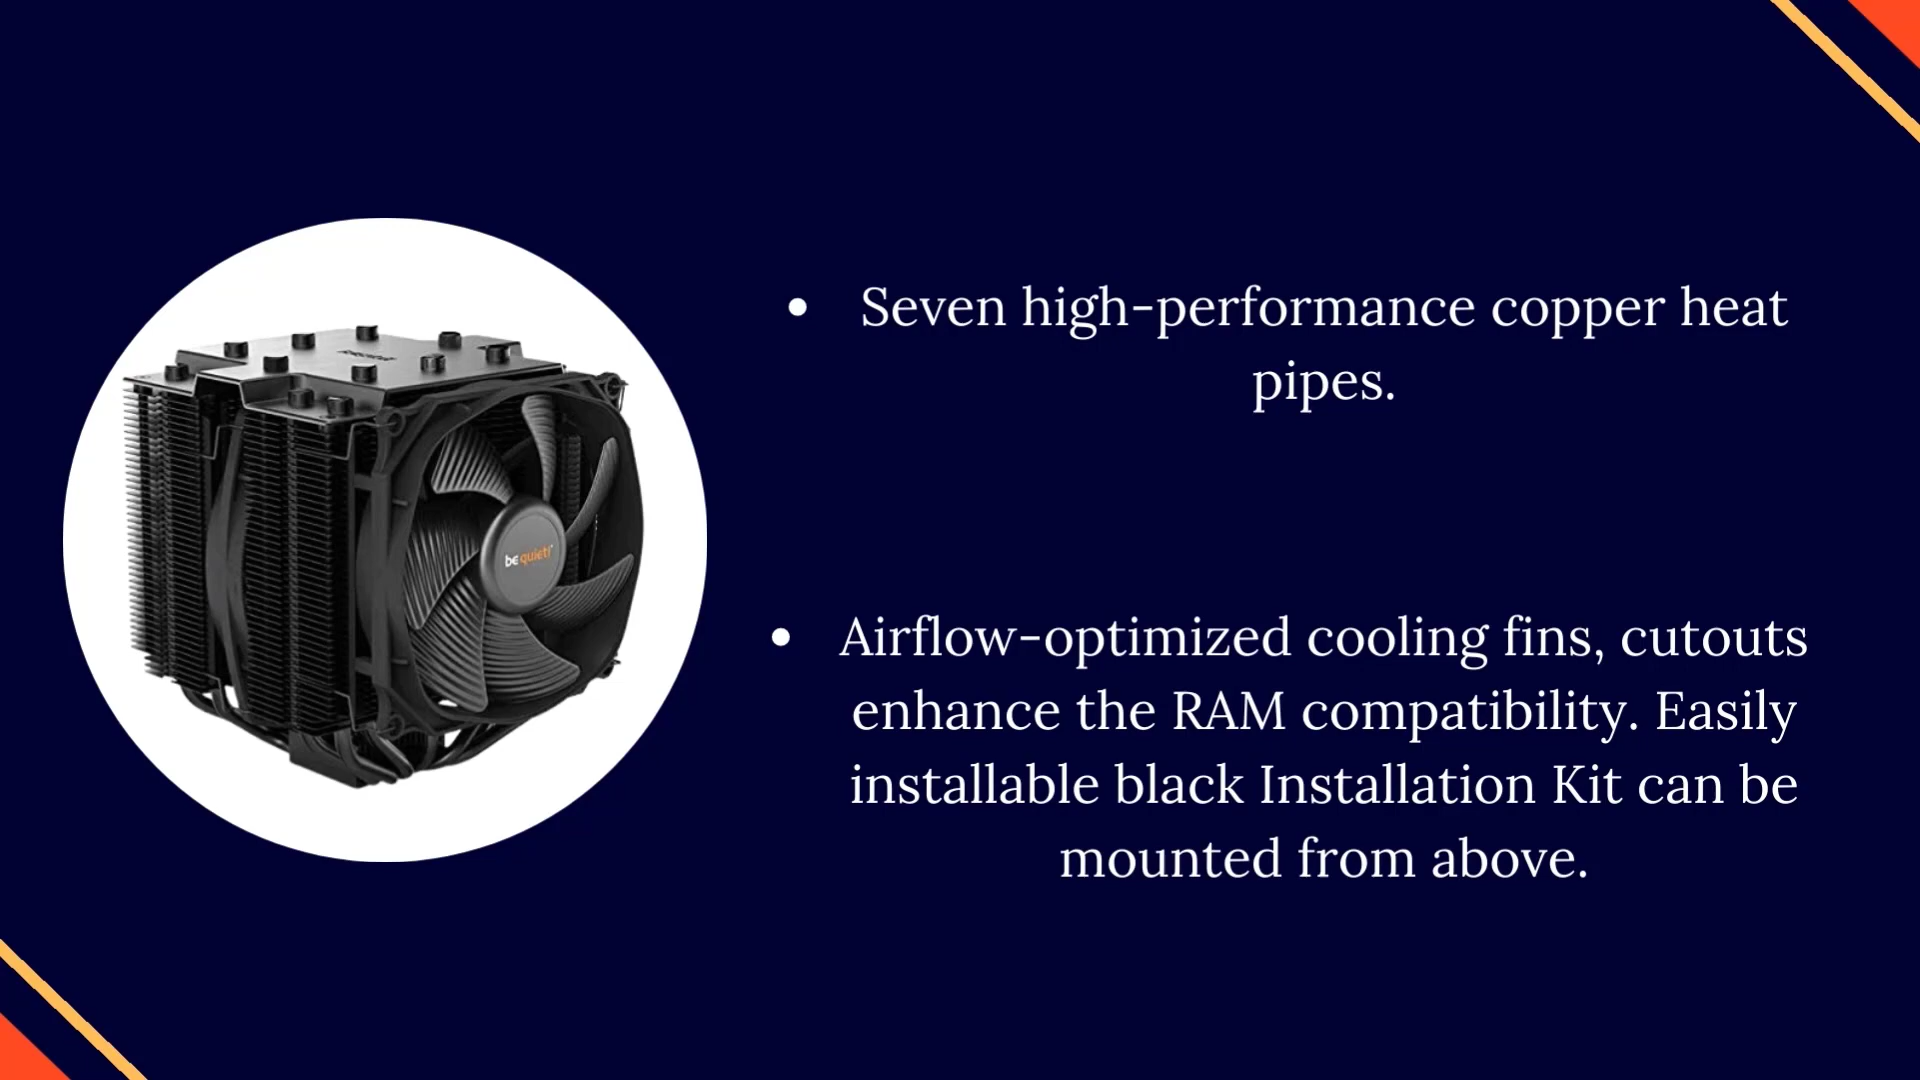 be quiet!
• Seven high-performance copper heat
pipes.
• Airflow-optimized cooling fins, cutouts
enhance the RAM compatibility. Easily
installable black Installation Kit can be
mounted from above.